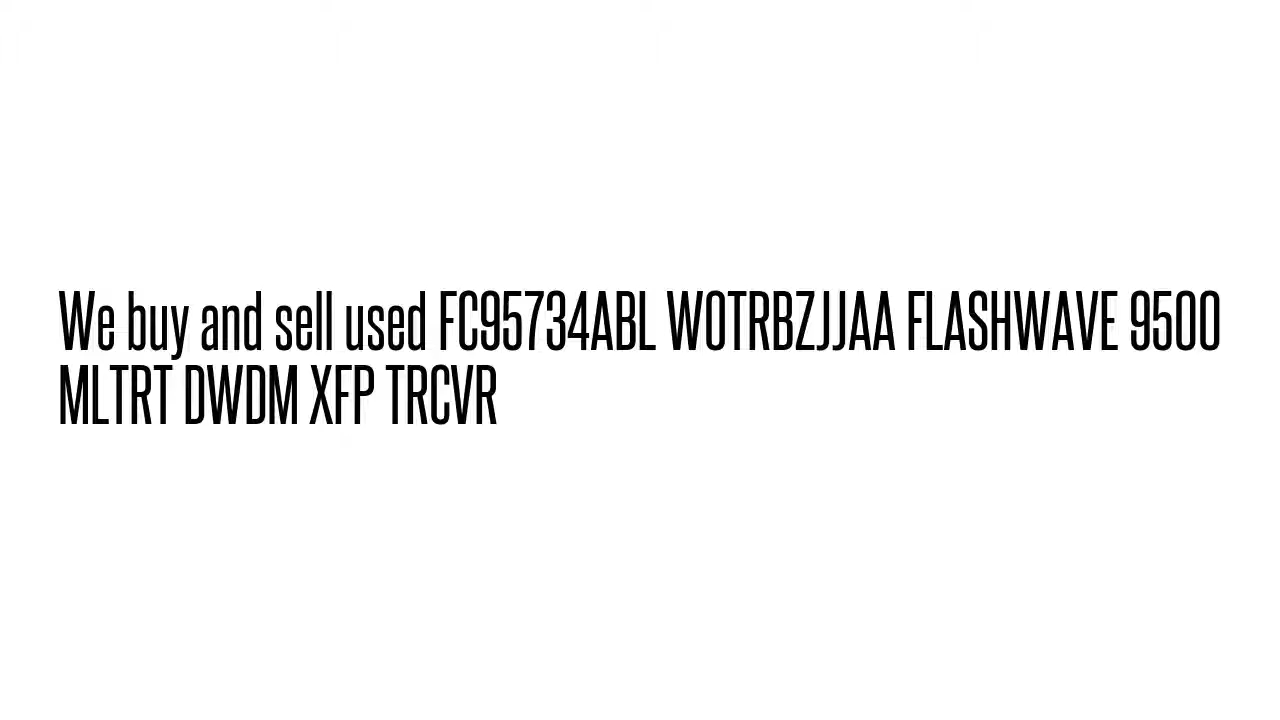 We buy and sell used FC95734ABL WOTRBZJJAA FLASHWAVE 9500
MLTRT DWDM XFP TRCVR